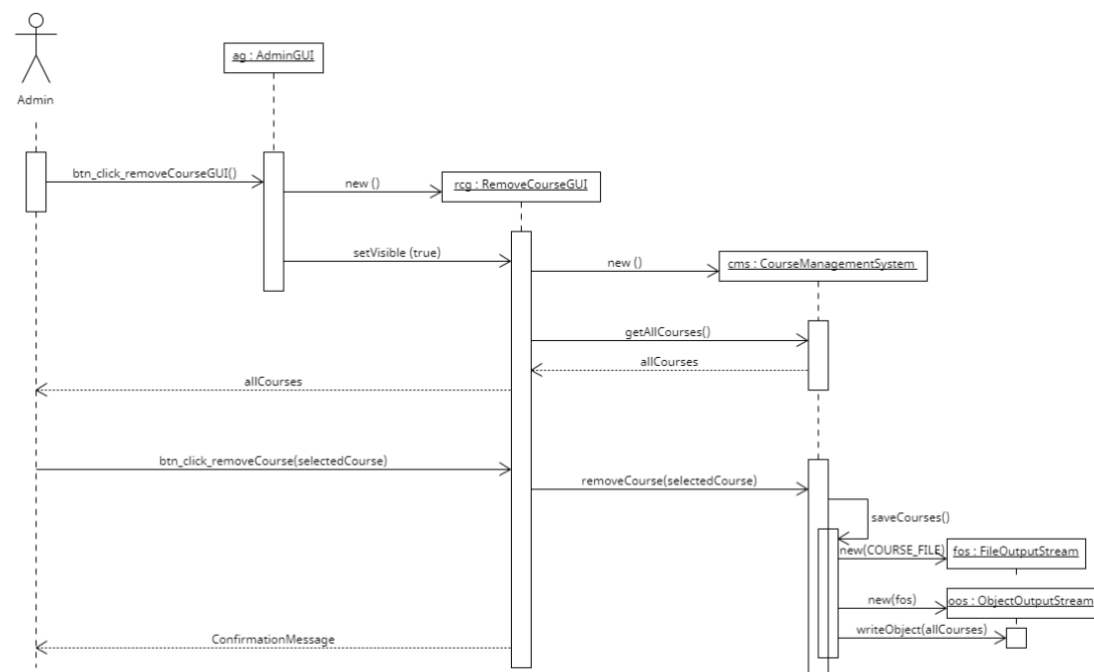 ag : AdminGUI
Admin
btn_click_removeCourseGUI()
new ()
rcg : RemoveCourseGUI
setVisible (true)
new ()
cms : CourseManagementSystem
getAllCourses()
allCourses
allCourses
btn_click_removeCourse(selectedCourse)
removeCourse(selectedCourse)
saveCourses()
new(COURSE_FILE)
fos : FileOutputStream
new(fos)
oos : ObjectOutputStream
writeObject(allCourses)
ConfirmationMessage